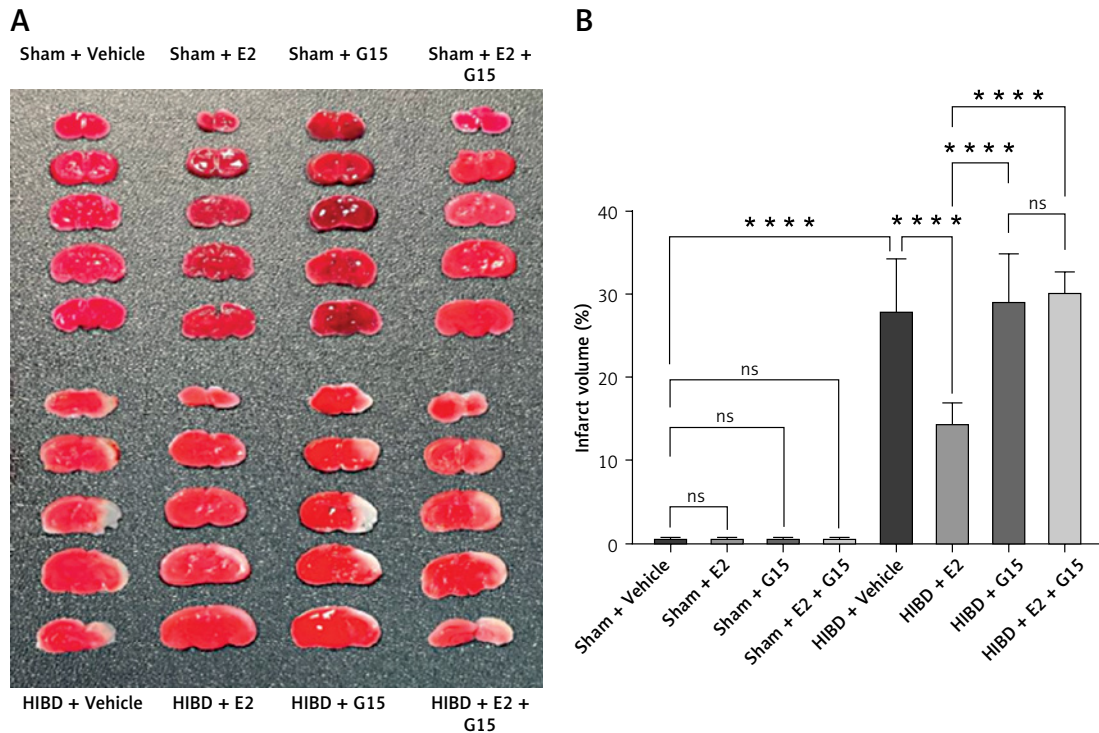 A
Sham + Vehicle
Sham + E2
Sham + G15
Sham + E2 +
G15
HIBD + Vehicle
HIBD + E2
HIBD + G15
HIBD + E2 +
G15
B
* * * *
* * * *
* * * *
* * * *
ns
ns
ns
ns
Infarct volume (%)
40
30
20
10
0
Sham + Vehicle
Sham + E2
Sham + G15
Sham + E2 + G15
HIBD + Vehicle
HIBD + E2
HIBD + G15
HIBD + E2 + G15